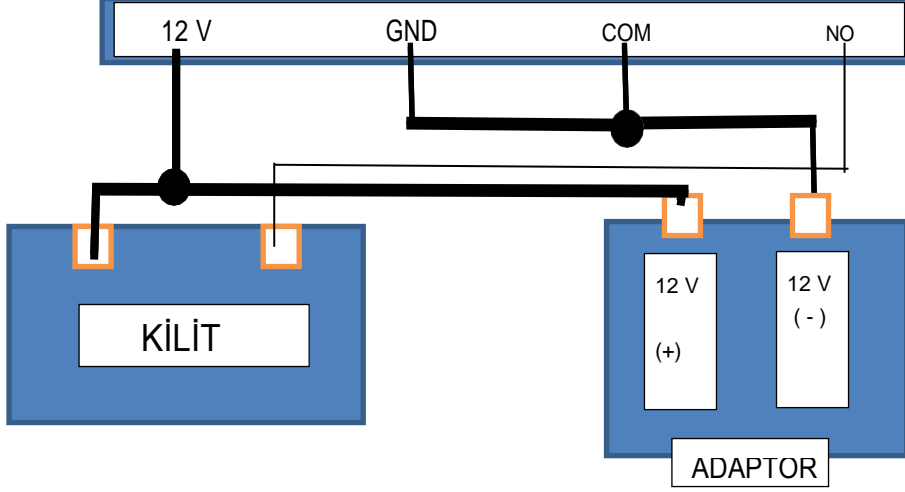 12 V GND COM NO
KİLİT
12 V
(+)
12 V
( - )
ADAPTOR